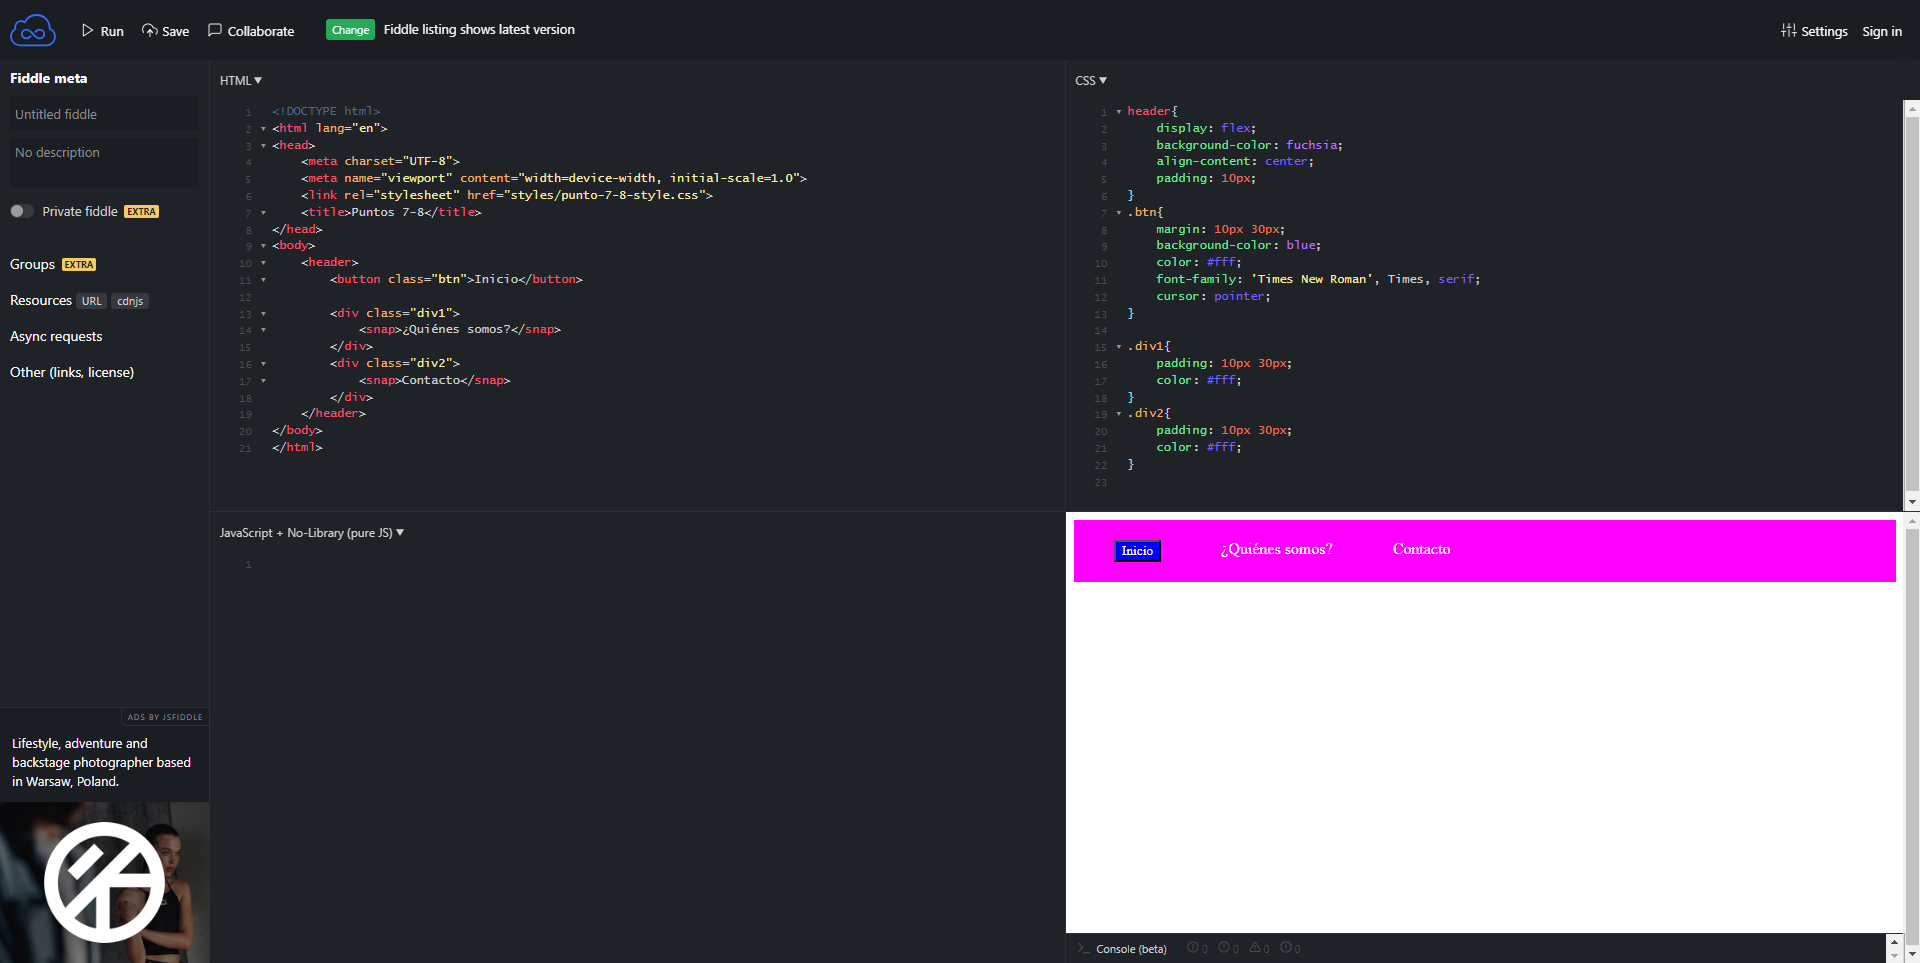 Run Save Collaborate Change Fiddle listing shows latest version Settings Sign in
Fiddle meta
Untitled fiddle
No description
Private fiddle EXTRA
Groups EXTRA
Resources URL cdnjs
Async requests
Other (links, license)
ADS BY JSFIDDLE
Lifestyle, adventure and
backstage photographer based
in Warsaw, Poland.
HTML
1 <!DOCTYPE html>
2 <html lang="en">
3 <head>
4     <meta charset="UTF-8">
5     <meta name="viewport" content="width=device-width, initial-scale=1.0">
6     <link rel="stylesheet" href="styles/punto-7-8-style.css">
7     <title>Puntos 7-8</title>
8 </head>
9 <body>
10     <header>
11         <button class="btn">Inicio</button>
12
13         <div class="div1">
14             <snap>¿Quiénes somos?</snap>
15         </div>
16         <div class="div2">
17             <snap>Contacto</snap>
18         </div>
19     </header>
20 </body>
21 </html>
CSS
1 header{
2     display: flex;
3     background-color: fuchsia;
4     align-content: center;
5     padding: 10px;
6 }
7 .btn{
8     margin: 10px 30px;
9     background-color: blue;
10     color: #fff;
11     font-family: 'Times New Roman', Times, serif;
12     cursor: pointer;
13 }
14
15 .div1{
16     padding: 10px 30px;
17     color: #fff;
18 }
19 .div2{
20     padding: 10px 30px;
21     color: #fff;
22 }
23
JavaScript + No-Library (pure JS)
1
Inicio ¿Quiénes somos? Contacto
>_ Console (beta) 0 0 0 0